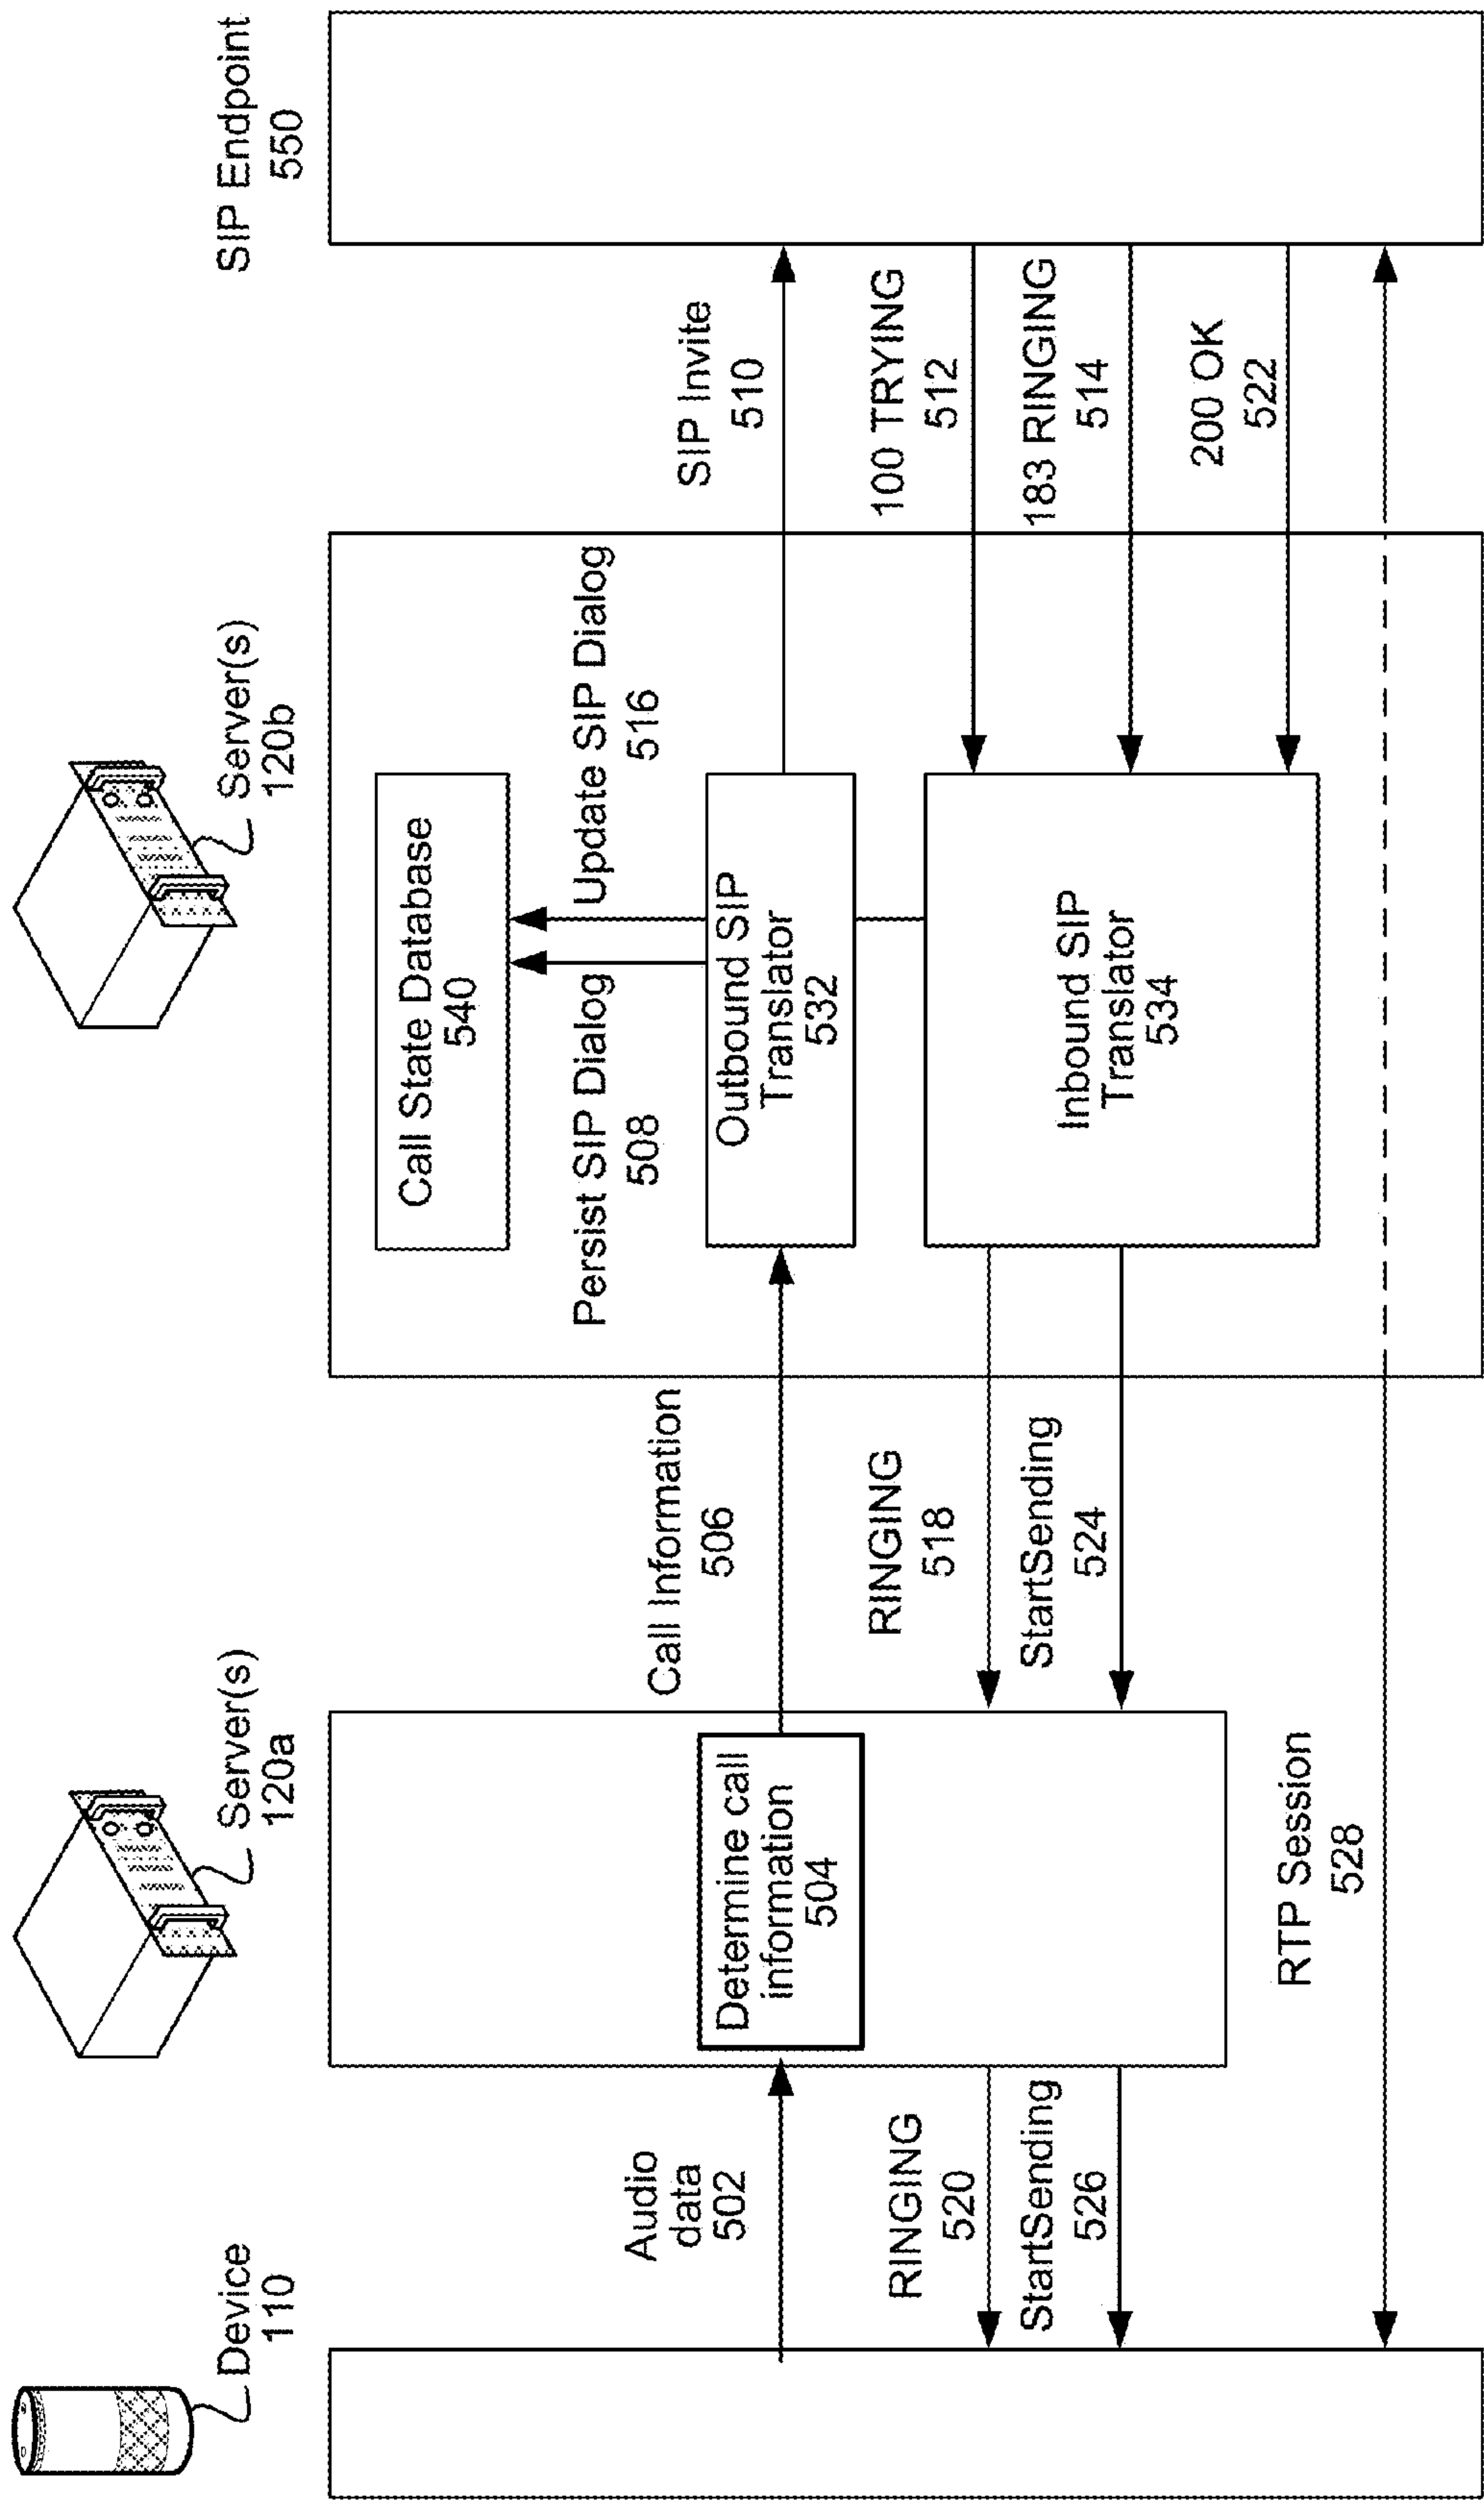 Device
110
Server(s)
120a
Server(s)
120b
SIP Endpoint
550
Audio
data
502
Determine call
information
504
Call Information
506
Call State Database
540
Persist SIP Dialog
508
Update SIP Dialog
516
Outbound SIP
Translator
532
SIP Invite
510
100 TRYING
512
183 RINGING
514
Inbound SIP
Translator
534
RINGING
518
RINGING
520
200 OK
522
StartSending
524
StartSending
526
RTP Session
528